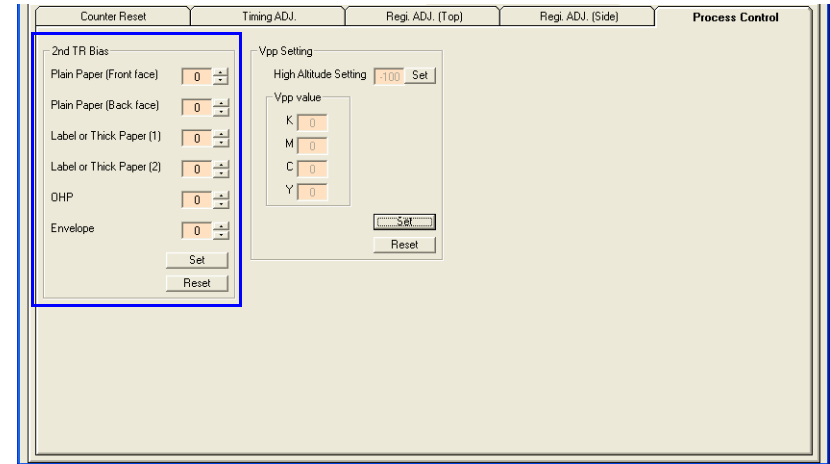 Counter Reset
Timing ADJ.
Regi. ADJ. (Top)
Regi. ADJ. (Side)
Process Control
2nd TR Bias
Plain Paper (Front face) 0
Plain Paper (Back face) 0
Label or Thick Paper (1) 0
Label or Thick Paper (2) 0
OHP 0
Envelope 0
Set
Reset
Vpp Setting
High Altitude Setting -100 Set
Vpp value
K 0
M 0
C 0
Y 0
Set
Reset